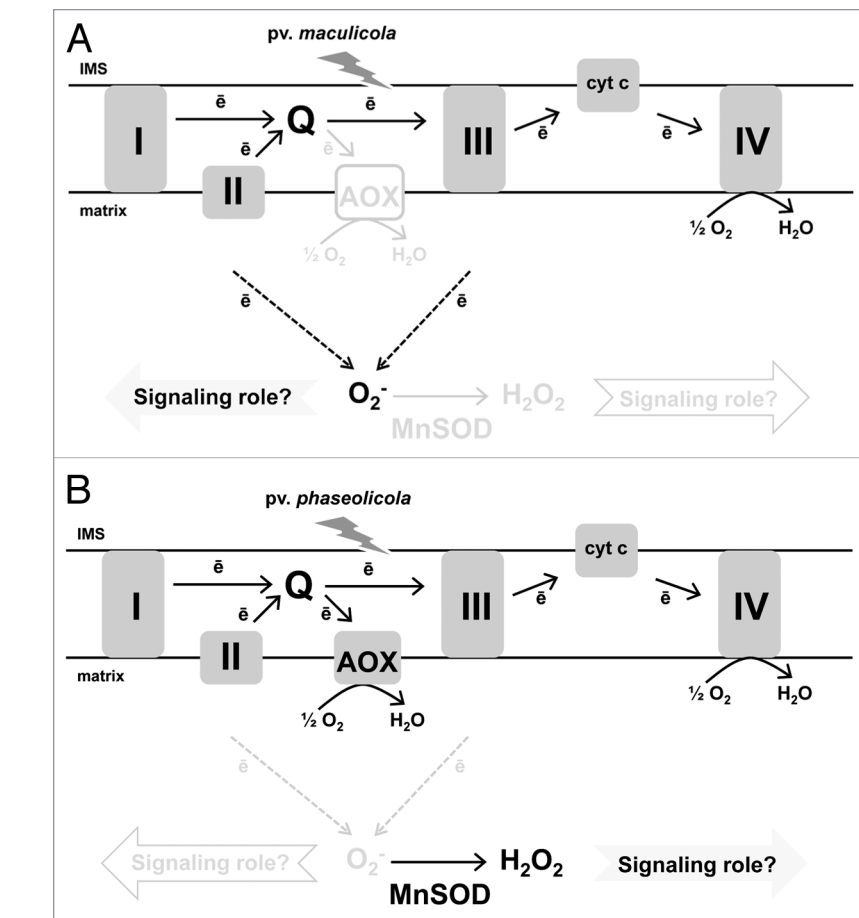 A
pv. maculicola
IMS
cyt c
ē
ē
I
Q
III
ē
ē
IV
ē
ē
II
AOX
matrix
½ O₂
H₂O
½ O₂
H₂O
ē
ē
Signaling role?
O₂⁻
H₂O₂
Signaling role?
MnSOD
B
pv. phaseolicola
IMS
cyt c
ē
ē
I
Q
III
ē
ē
IV
ē
ē
II
AOX
matrix
½ O₂
H₂O
½ O₂
H₂O
ē
ē
Signaling role?
O₂⁻
H₂O₂
Signaling role?
MnSOD